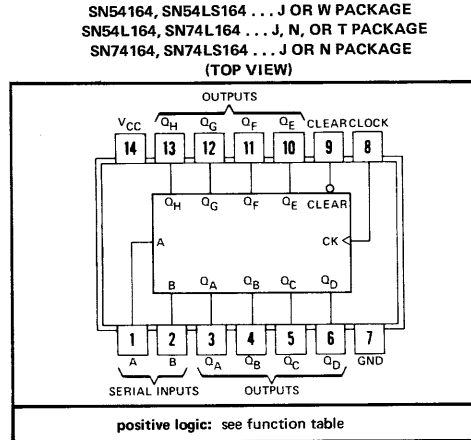 SN54164, SN54LS164 ... J OR W PACKAGE
SN54L164, SN74L164 ... J, N, OR T PACKAGE
SN74164, SN74LS164 ... J OR N PACKAGE
(TOP VIEW)
OUTPUTS
VCC QH QG QF QE CLEAR CLOCK
14 13 12 11 10 9 8
QH QG QF QE CLEAR
A CK
B QA QB QC QD
1 2 3 4 5 6 7
A B QA QB QC QD GND
SERIAL INPUTS OUTPUTS
positive logic: see function table